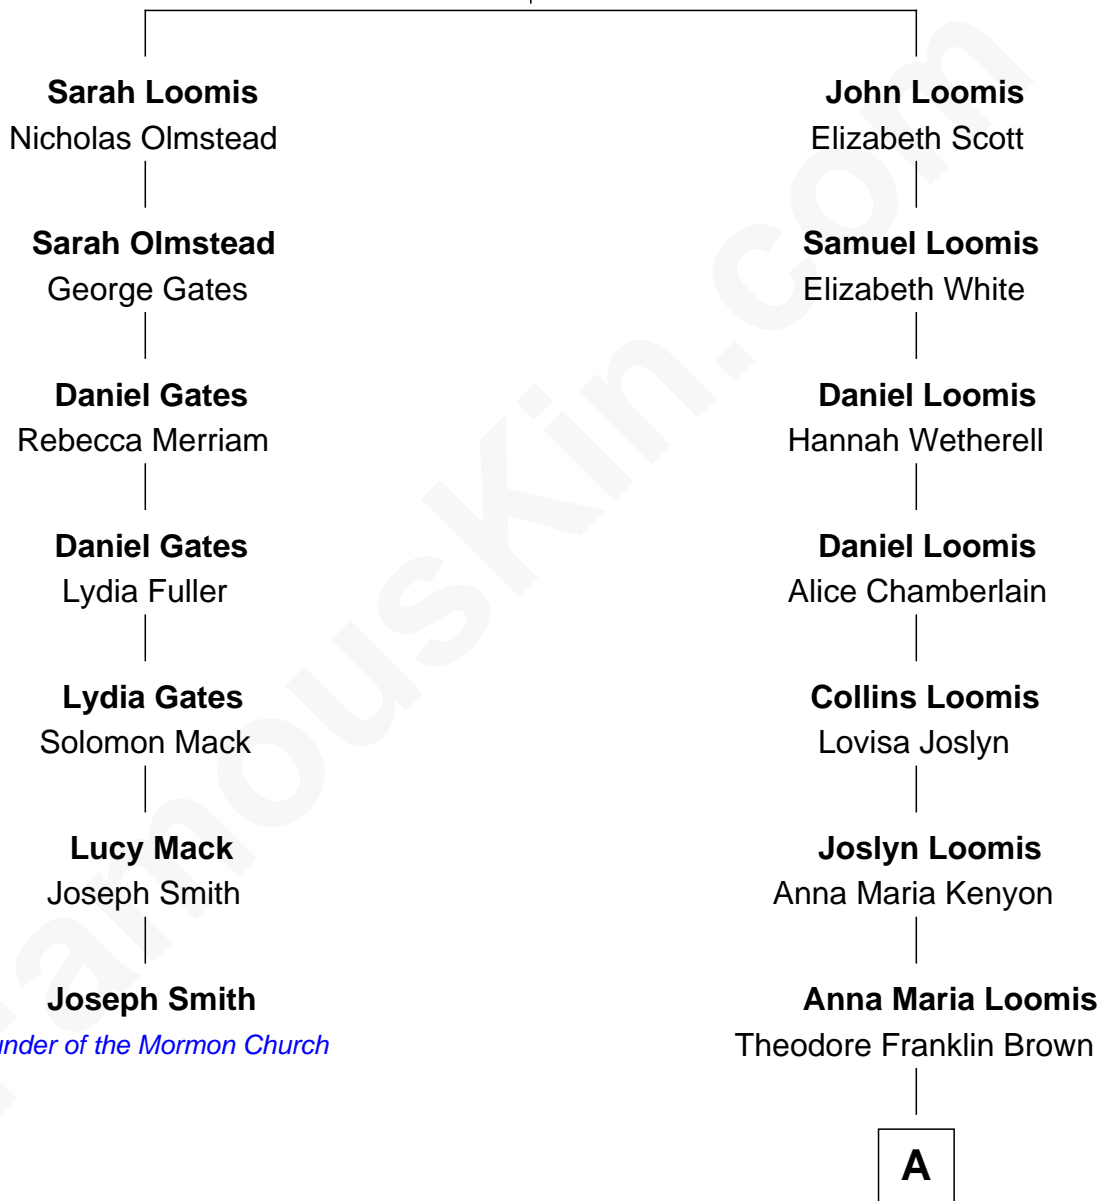 Sarah Loomis
Nicholas Olmstead
Sarah Olmstead
George Gates
Daniel Gates
Rebecca Merriam
Daniel Gates
Lydia Fuller
Lydia Gates
Solomon Mack
Lucy Mack
Joseph Smith
Joseph Smith
under of the Mormon Church
John Loomis
Elizabeth Scott
Samuel Loomis
Elizabeth White
Daniel Loomis
Hannah Wetherell
Daniel Loomis
Alice Chamberlain
Collins Loomis
Lovisa Joslyn
Joslyn Loomis
Anna Maria Kenyon
Anna Maria Loomis
Theodore Franklin Brown
A
FamousKin.com